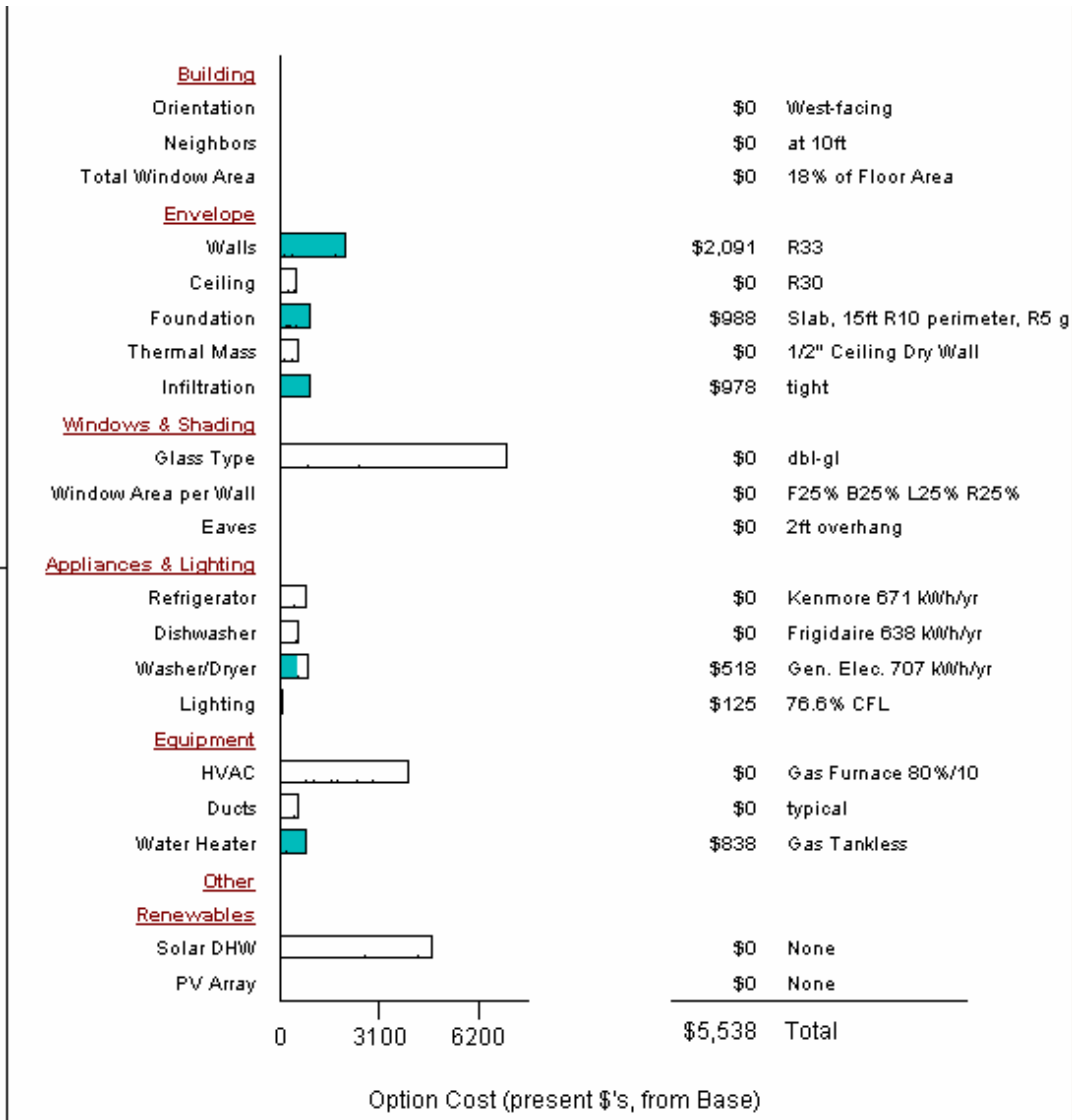 Building
Orientation $0 West-facing
Neighbors $0 at 10ft
Total Window Area $0 18% of Floor Area
Envelope
Walls $2,091 R33
Ceiling $0 R30
Foundation $988 Slab, 15ft R10 perimeter, R5 g
Thermal Mass $0 1/2" Ceiling Dry Wall
Infiltration $978 tight
Windows & Shading
Glass Type $0 dbl-gl
Window Area per Wall $0 F25% B25% L25% R25%
Eaves $0 2ft overhang
Appliances & Lighting
Refrigerator $0 Kenmore 671 kWh/yr
Dishwasher $0 Frigidaire 638 kWh/yr
Washer/Dryer $518 Gen. Elec. 707 kWh/yr
Lighting $125 76.6% CFL
Equipment
HVAC $0 Gas Furnace 80%/10
Ducts $0 typical
Water Heater $838 Gas Tankless
Other
Renewables
Solar DHW $0 None
PV Array $0 None
0 3100 6200 $5,538 Total
Option Cost (present $'s, from Base)